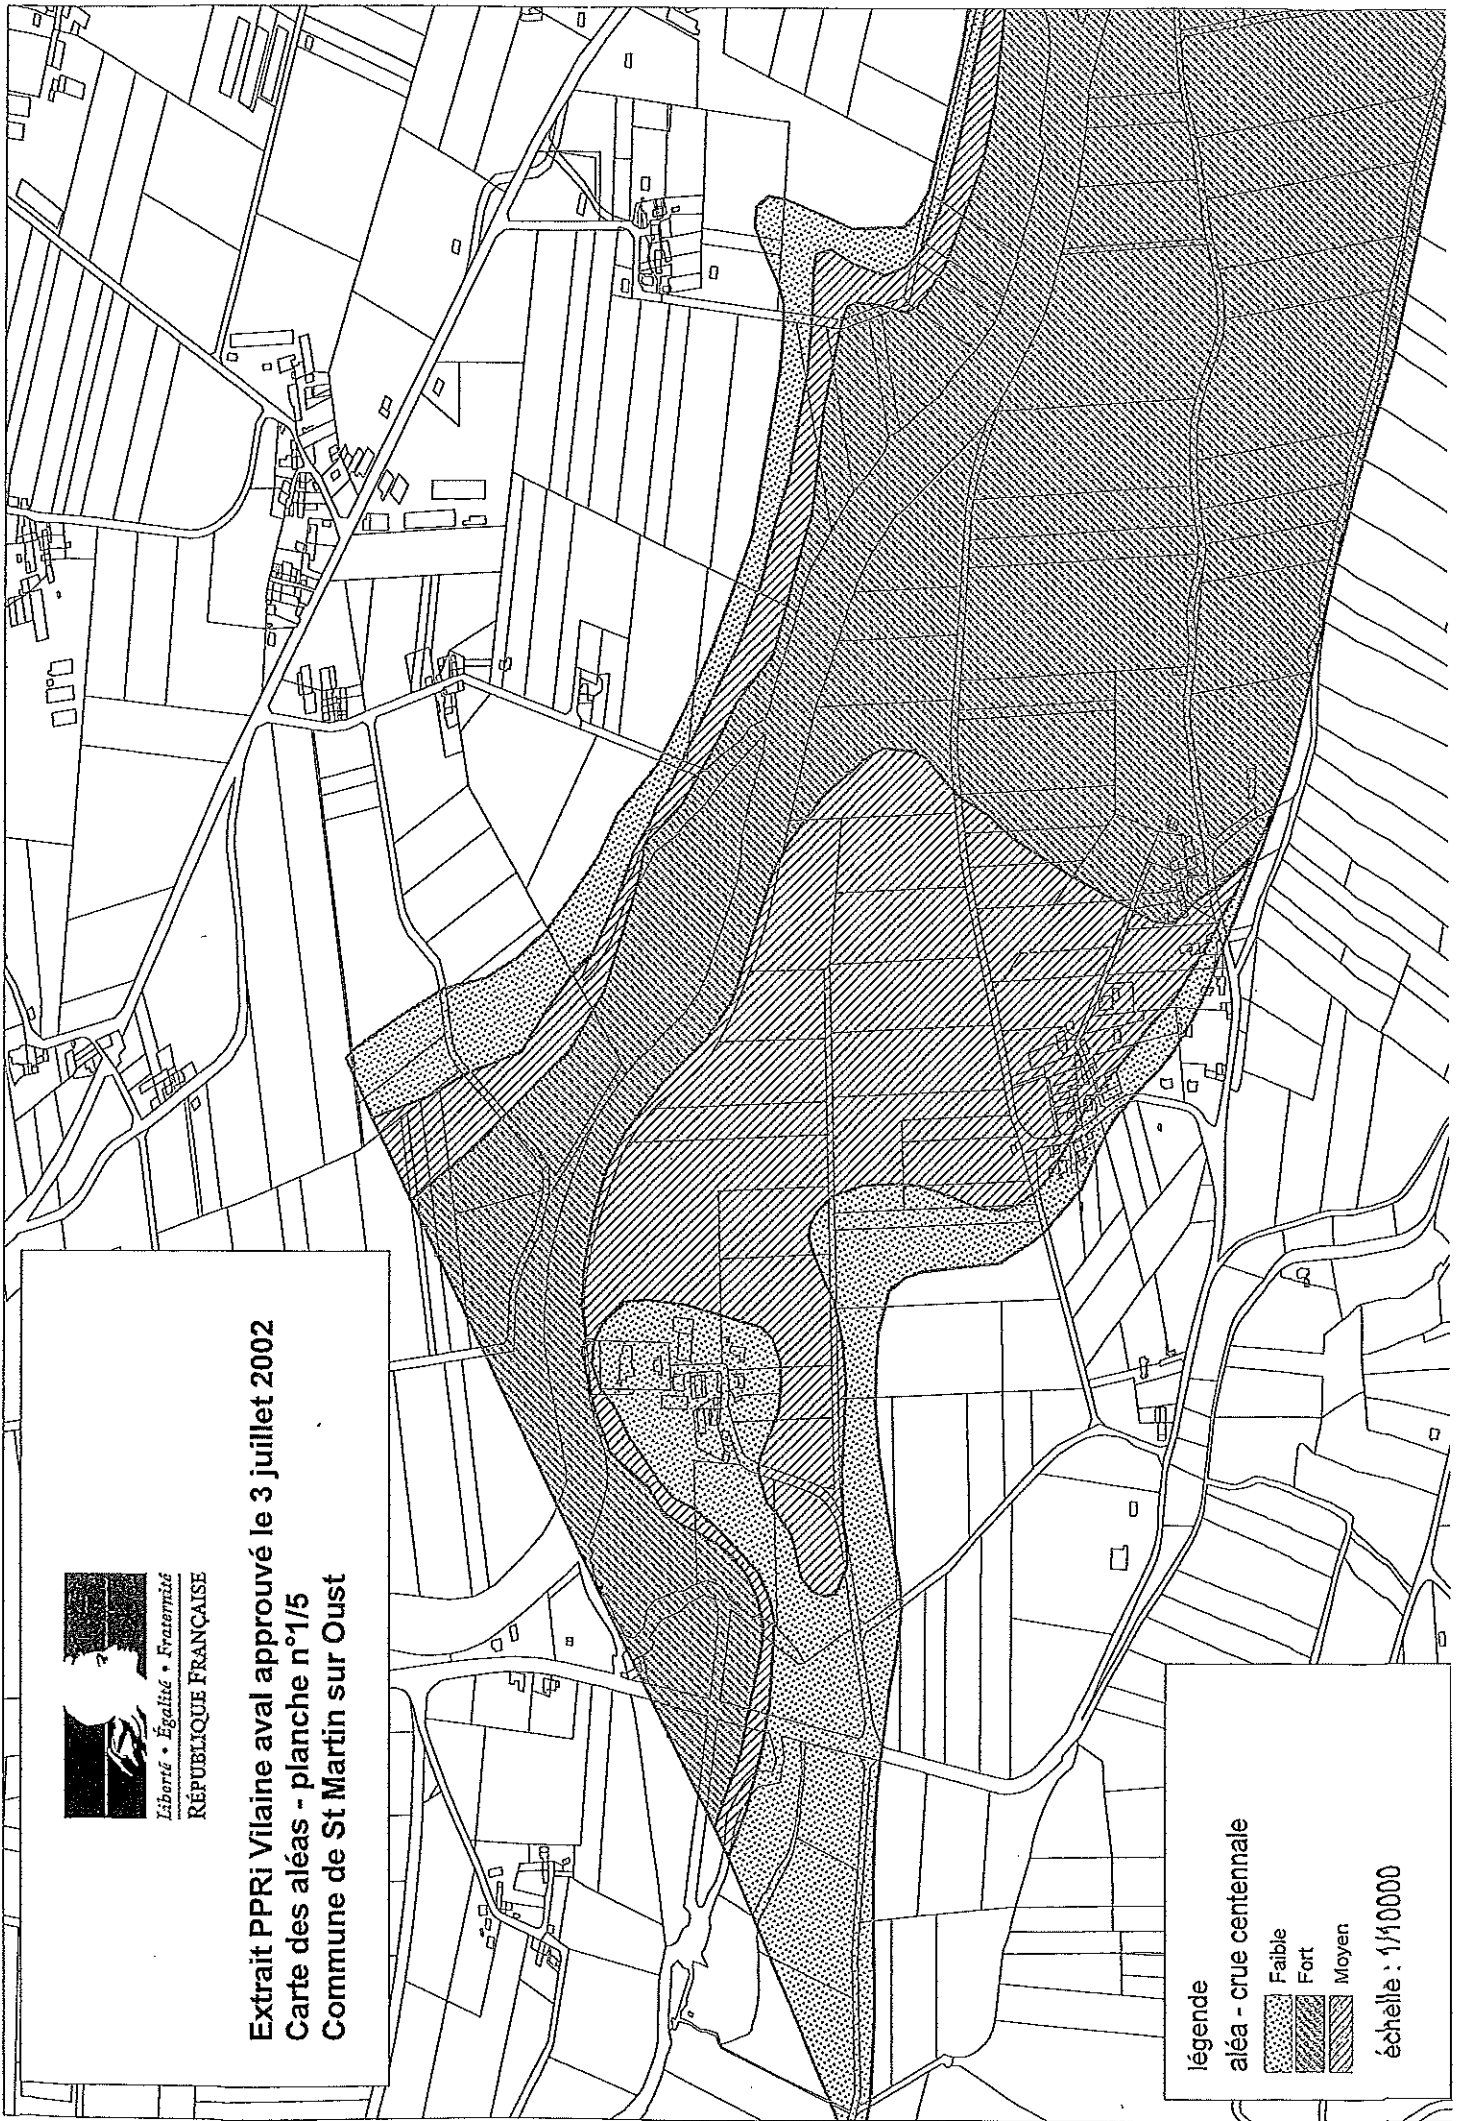 Liberté • Égalité • Fraternité
RÉPUBLIQUE FRANÇAISE
Extrait PPRi Vilaine aval approuvé le 3 juillet 2002
Carte des aléas - planche n°1/5
Commune de St Martin sur Oust
légende
aléa - crue centennale
Faible
Fort
Moyen
échelle : 1/10000